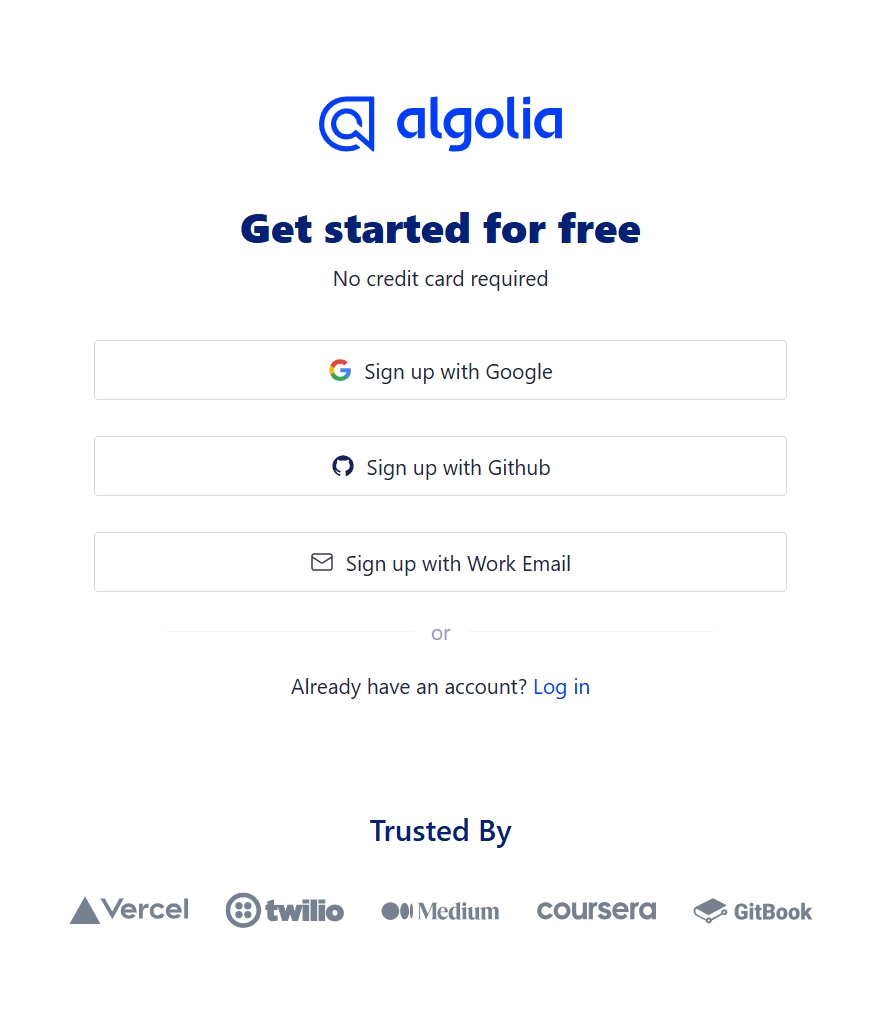 algolia
Get started for free
No credit card required
Sign up with Google
Sign up with Github
Sign up with Work Email
or
Already have an account? Log in
Trusted By
Vercel twilio Medium coursera GitBook